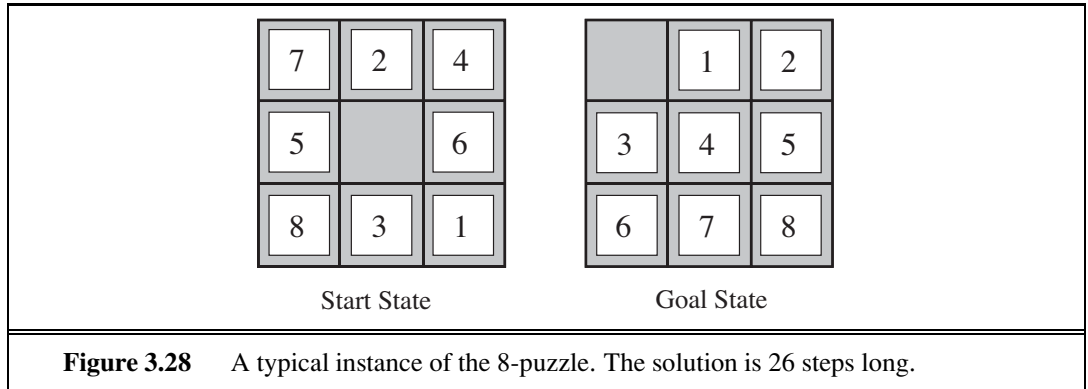 7 2 4 1 2
5 6 3 4 5
8 3 1 6 7 8
Start State Goal State
Figure 3.28 A typical instance of the 8-puzzle. The solution is 26 steps long.